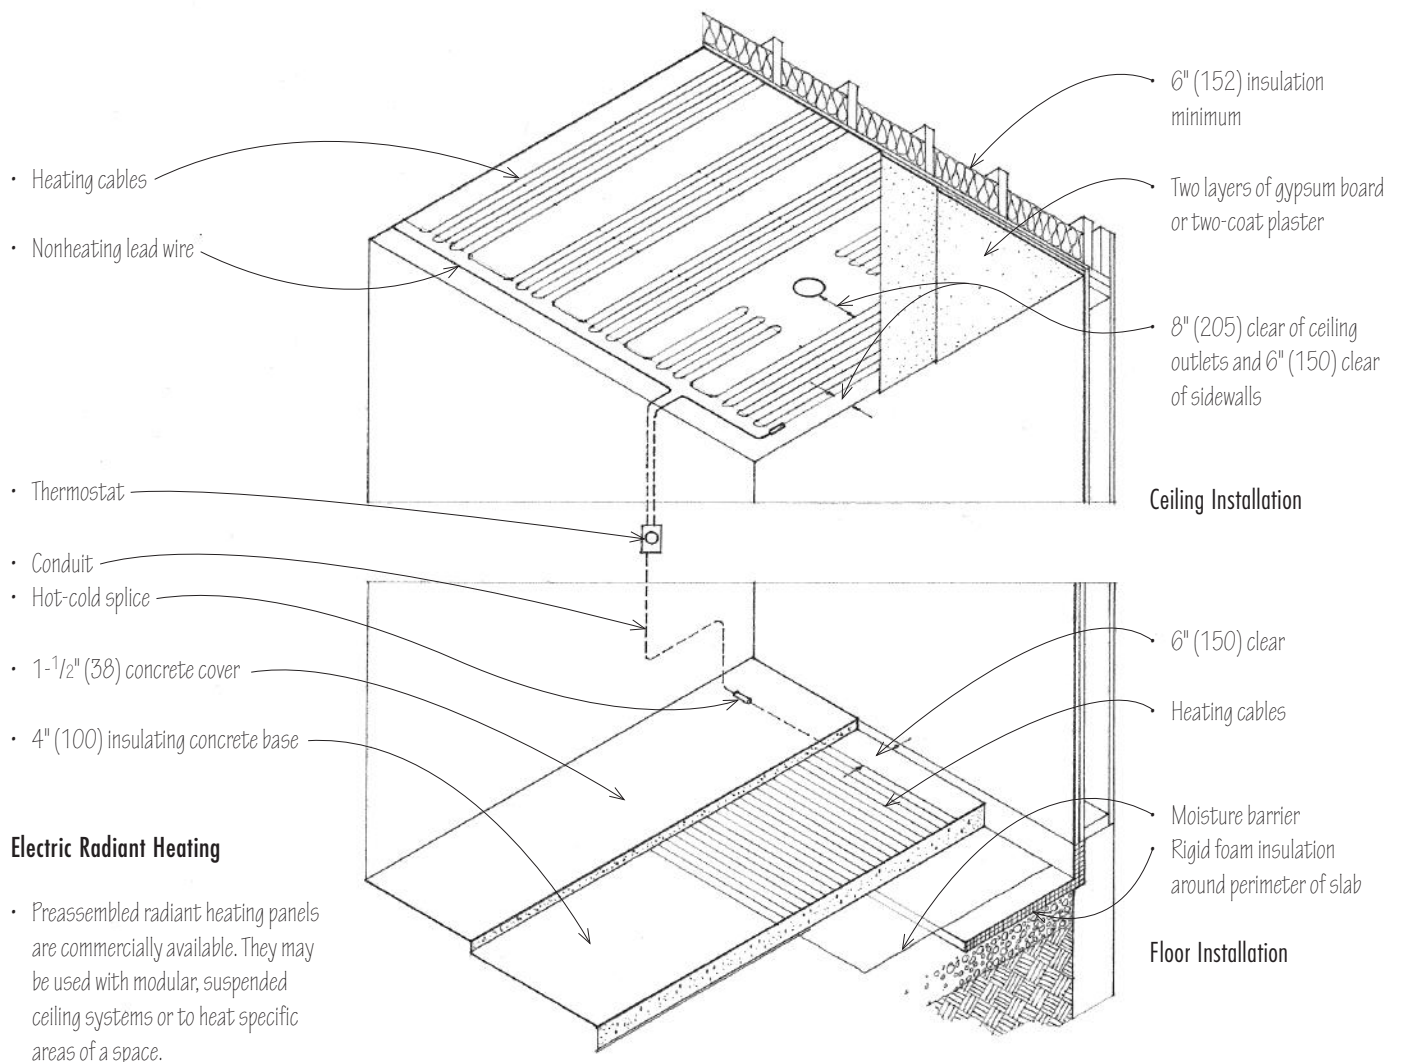 • Heating cables
• Nonheating lead wire
• Thermostat
• Conduit
• Hot-cold splice
• 1-1/2" (38) concrete cover
• 4" (100) insulating concrete base
Electric Radiant Heating
• Preassembled radiant heating panels
are commercially available. They may
be used with modular, suspended
ceiling systems or to heat specific
areas of a space.
• 6" (152) insulation
minimum
• Two layers of gypsum board
or two-coat plaster
• 8" (205) clear of ceiling
outlets and 6" (150) clear
of sidewalls
Ceiling Installation
• 6" (150) clear
• Heating cables
• Moisture barrier
• Rigid foam insulation
around perimeter of slab
Floor Installation